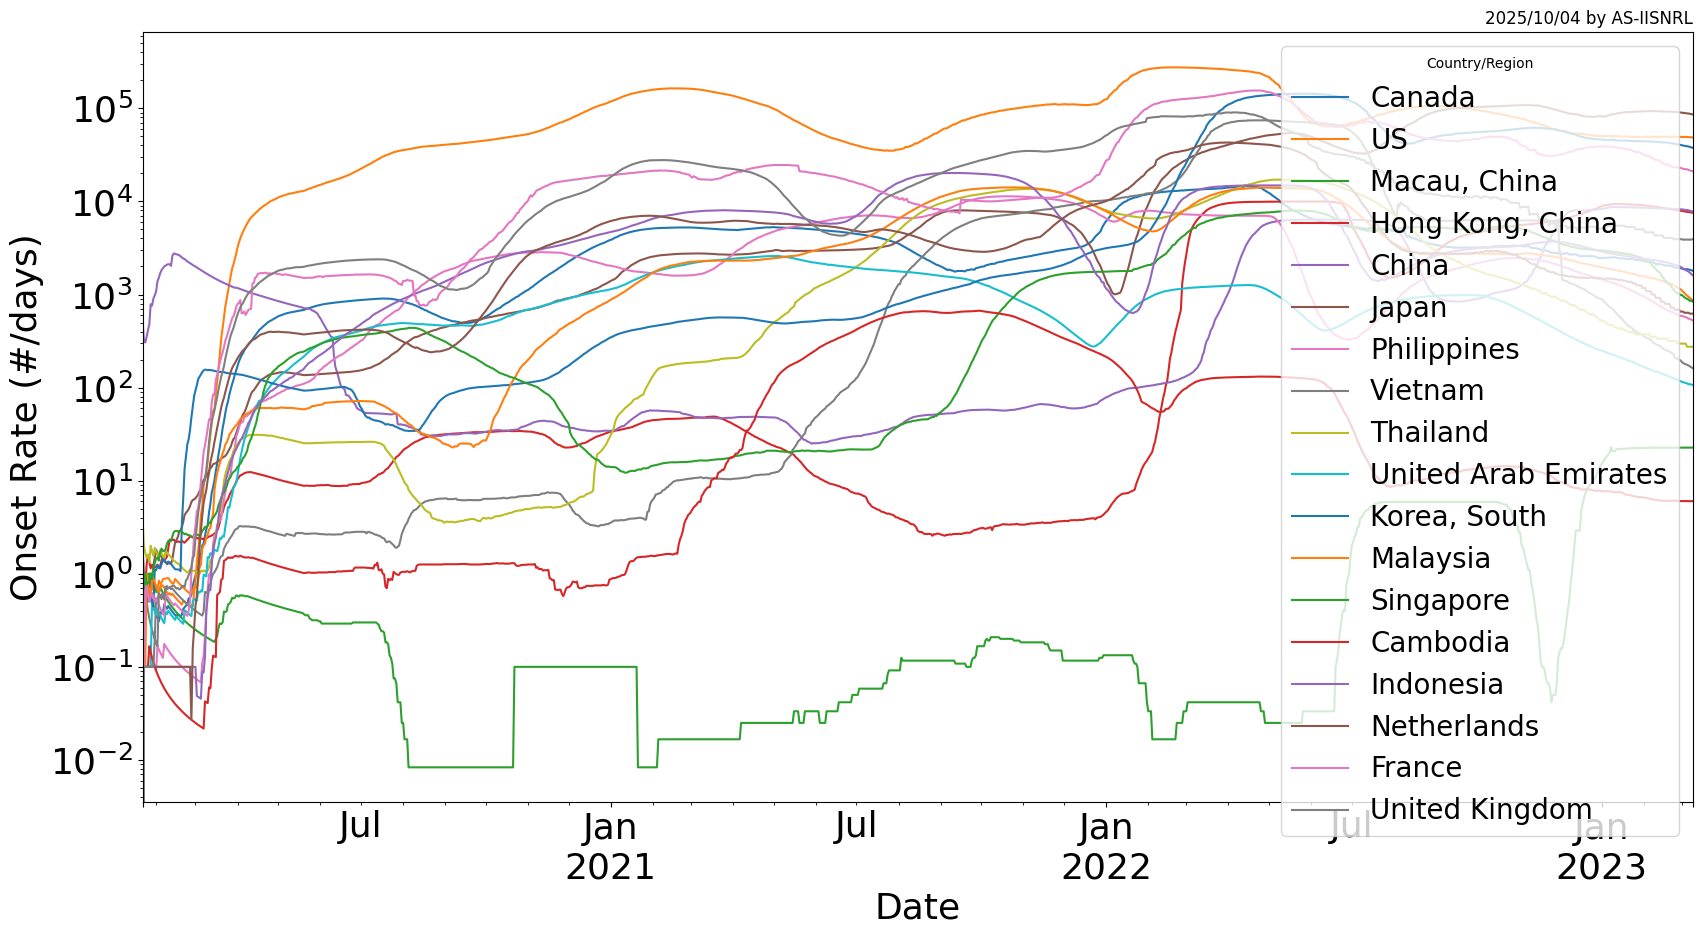 2025/10/04 by AS-IISNRL
Country/Region
Canada
US
Macau, China
Hong Kong, China
China
Japan
Philippines
Vietnam
Thailand
United Arab Emirates
Korea, South
Malaysia
Singapore
Cambodia
Indonesia
Netherlands
France
United Kingdom
Onset Rate (#/days)
10^5
10^4
10^3
10^2
10^1
10^0
10^-1
10^-2
Jul Jan Jul Jan Jul Jan
2021 2022 2023
Date